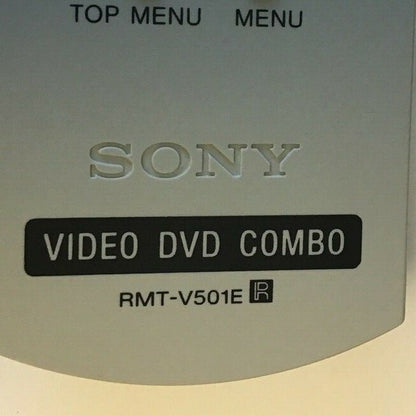 TOP MENU MENU
SONY
VIDEO DVD COMBO
RMT-V501E R